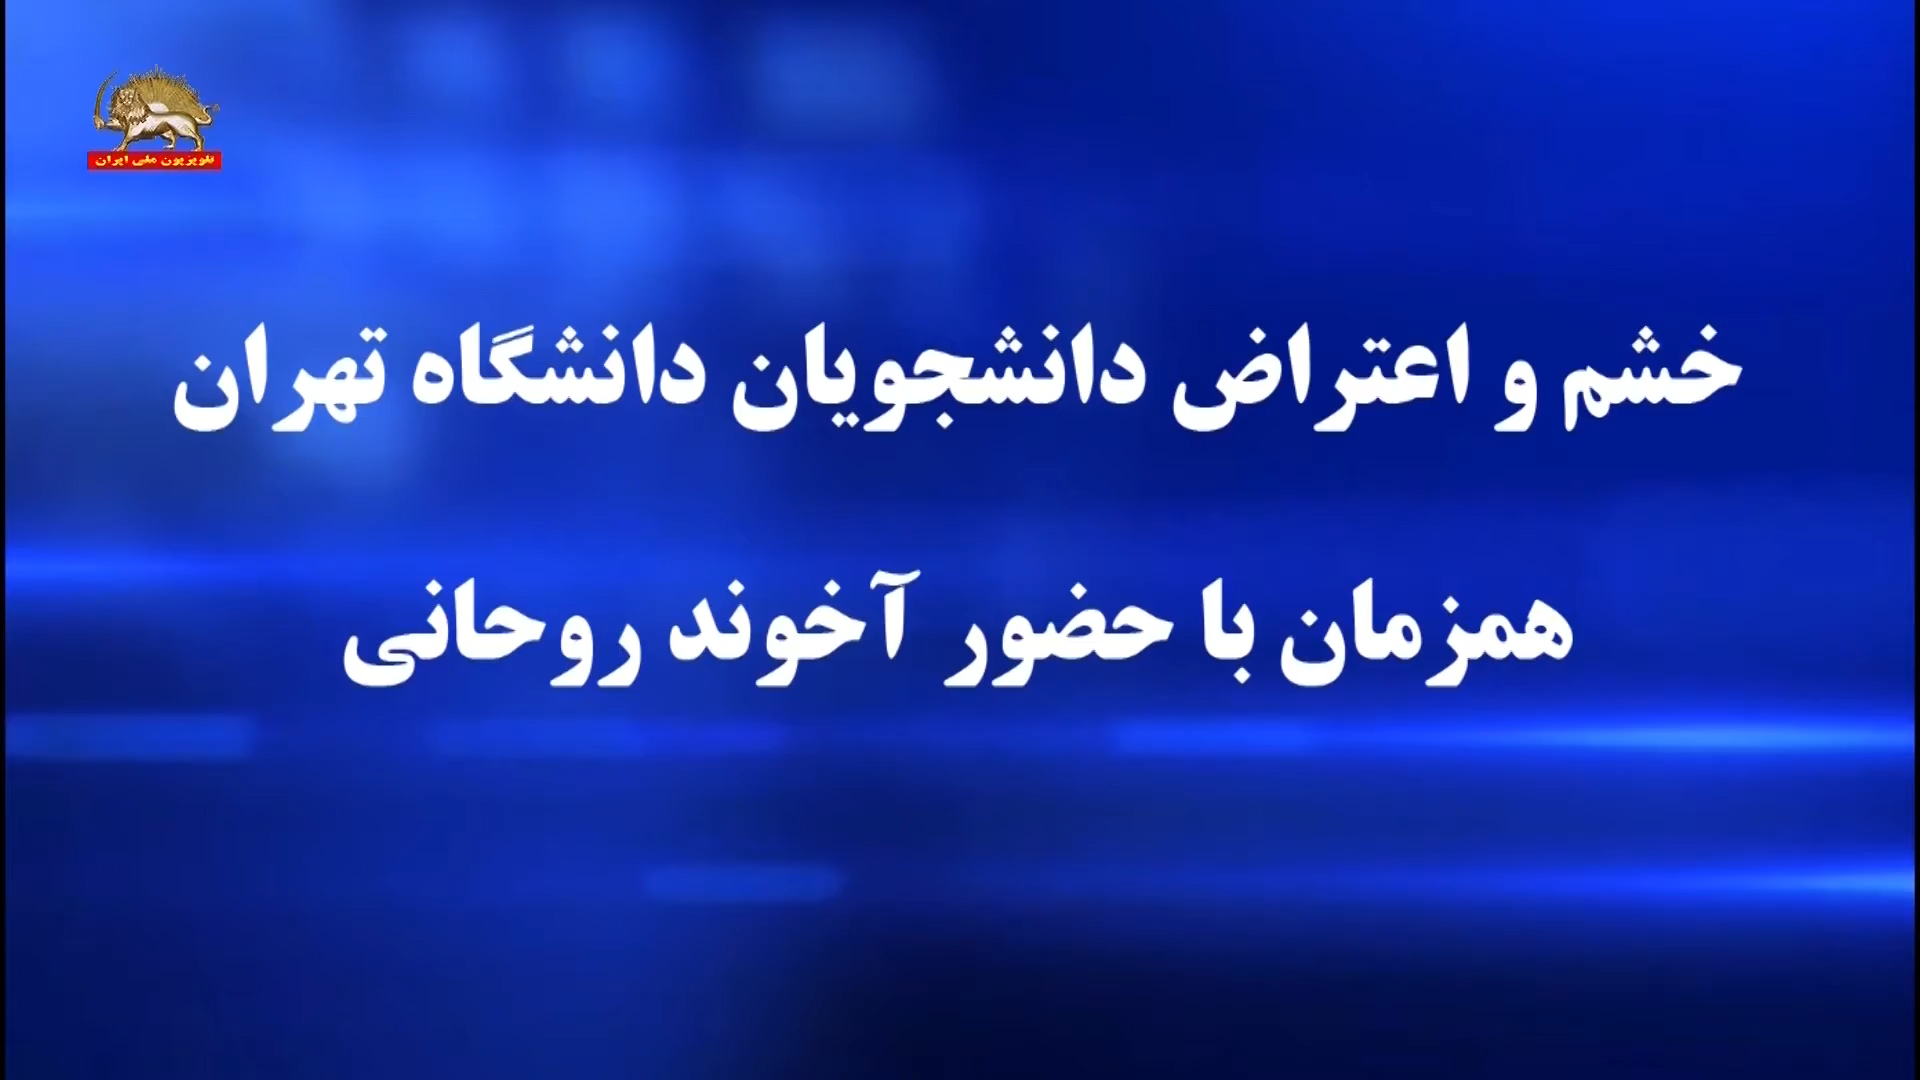 تلویزیون ملی ایران
خشم و اعتراض دانشجویان دانشگاه تهران
همزمان با حضور آخوند روحانی